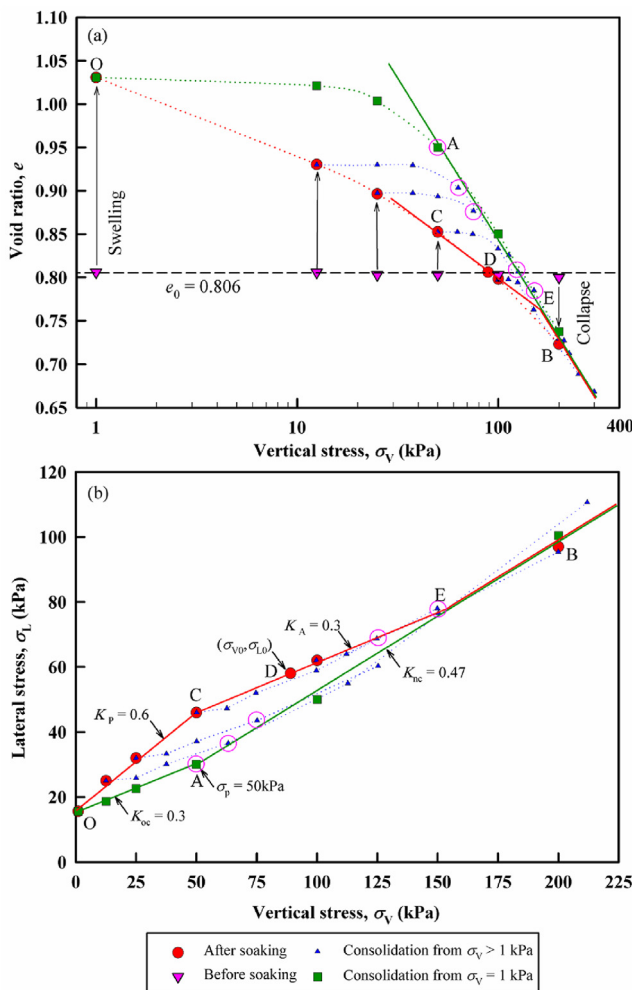 (a)
1.10
1.05
1.00
0.95
0.90
0.85
0.80
0.75
0.70
0.65
Void ratio, e
O
A
C
D
E
B
Swelling
Collapse
e0 = 0.806
1 10 100 400
Vertical stress, σV (kPa)
(b)
120
100
80
60
40
20
0
Lateral stress, σL (kPa)
E
B
KA = 0.3
(σV0,σL0)
D
Knc = 0.47
C
KP = 0.6
A
σp = 50kPa
O
Koc = 0.3
0 25 50 75 100 125 150 175 200 225
Vertical stress, σV (kPa)
After soaking Consolidation from σV > 1 kPa
Before soaking Consolidation from σV = 1 kPa